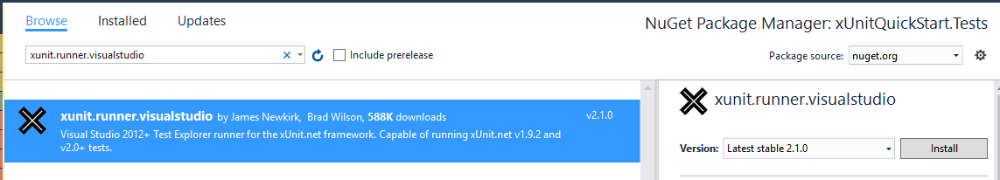 Browse Installed Updates
NuGet Package Manager: xUnitQuickStart.Tests
xunit.runner.visualstudio
Include prerelease
Package source: nuget.org
xunit.runner.visualstudio by James Newkirk, Brad Wilson, 588K downloads v2.1.0
Visual Studio 2012+ Test Explorer runner for the xUnit.net framework. Capable of running xUnit.net v1.9.2 and
v2.0+ tests.
xunit.runner.visualstudio
Version: Latest stable 2.1.0 Install